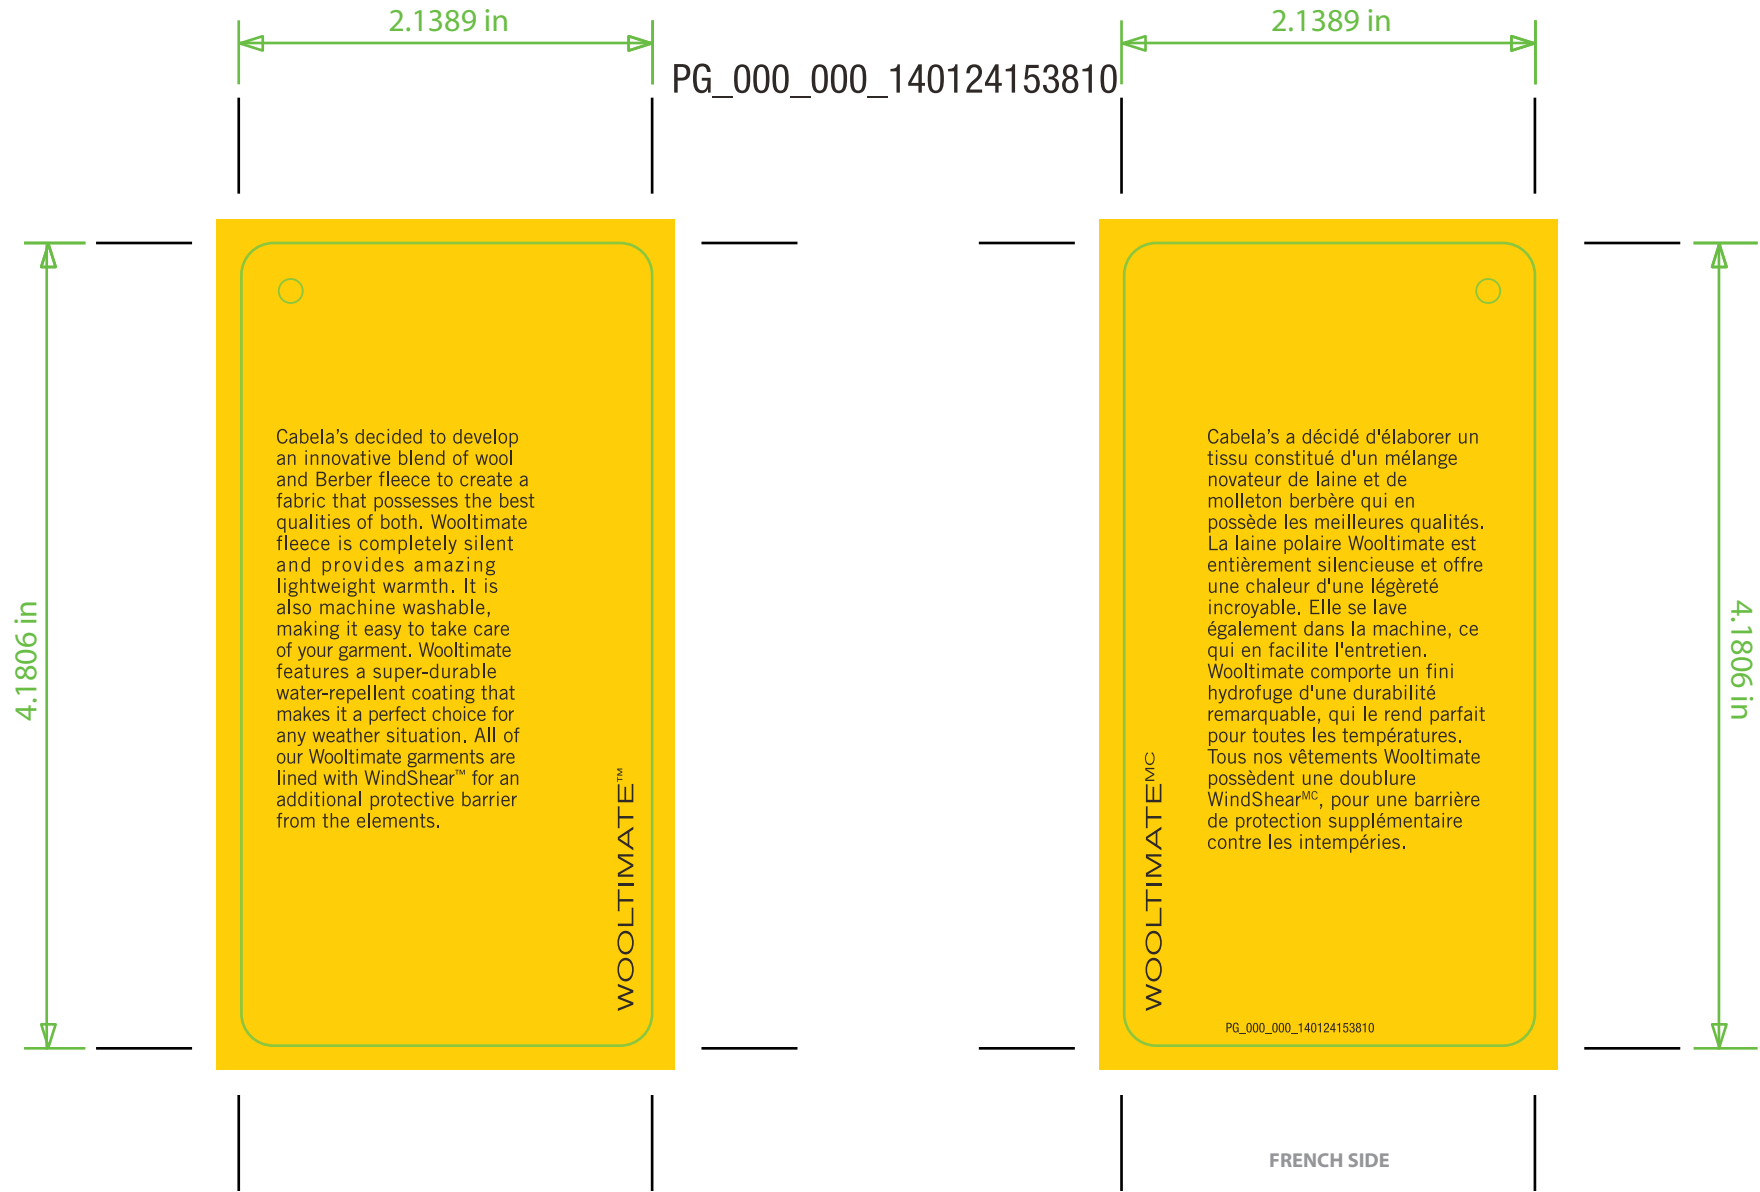 2.1389 in
2.1389 in
PG_000_000_140124153810
4.1806 in
Cabela's decided to develop
an innovative blend of wool
and Berber fleece to create a
fabric that possesses the best
qualities of both. Wooltimate
fleece is completely silent
and provides amazing
lightweight warmth. It is
also machine washable,
making it easy to take care
of your garment. Wooltimate
features a super-durable
water-repellent coating that
makes it a perfect choice for
any weather situation. All of
our Wooltimate garments are
lined with WindShear™ for an
additional protective barrier
from the elements.
WOOLTIMATE™
WOOLTIMATEMC
Cabela's a décidé d'élaborer un
tissu constitué d'un mélange
novateur de laine et de
molleton berbère qui en
possède les meilleures qualités.
La laine polaire Wooltimate est
entièrement silencieuse et offre
une chaleur d'une légèreté
incroyable. Elle se lave
également dans la machine, ce
qui en facilite l'entretien.
Wooltimate comporte un fini
hydrofuge d'une durabilité
remarquable, qui le rend parfait
pour toutes les températures.
Tous nos vêtements Wooltimate
possèdent une doublure
WindShearMC, pour une barrière
de protection supplémentaire
contre les intempéries.
PG_000_000_140124153810
4.1806 in
FRENCH SIDE